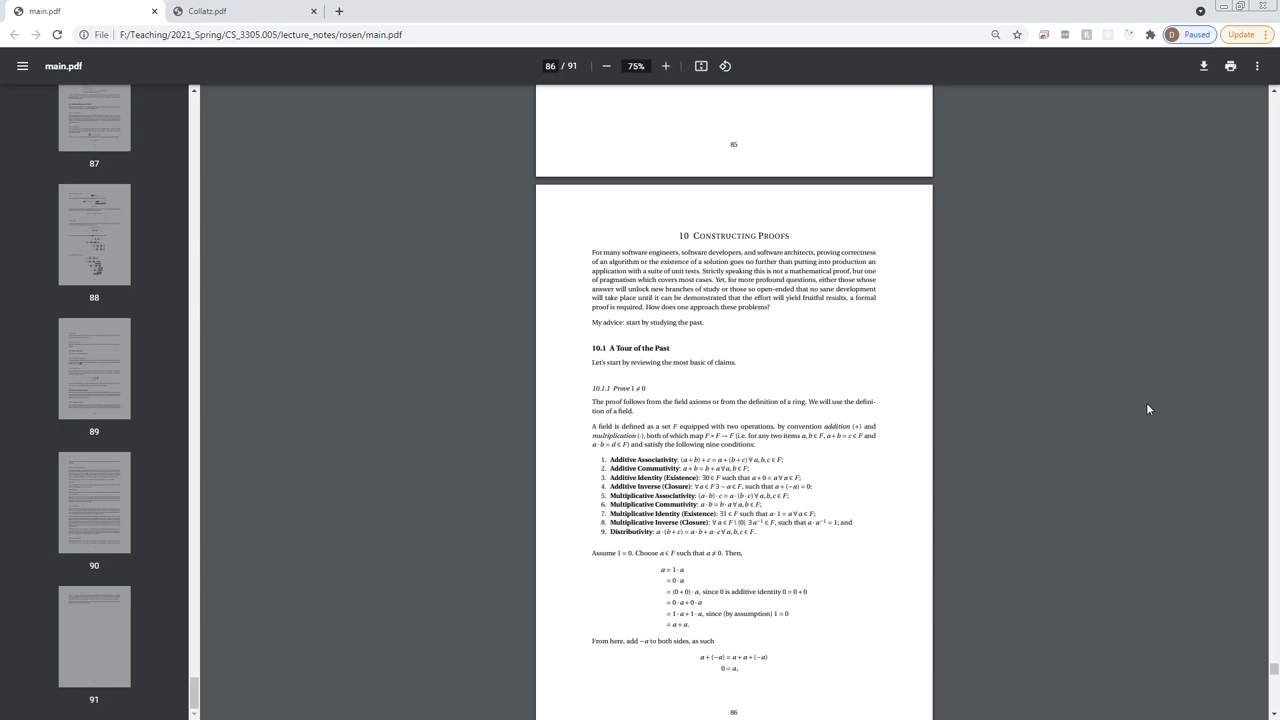 main.pdf
Collatz.pdf
File
F:/Teaching/2021_Spring/CS_3305.005/lecture_notes/rosen/main.pdf
D
Paused
Update
main.pdf
86 / 91
75%
87
88
89
90
91
85
10 CONSTRUCTING PROOFS
For many software engineers, software developers, and software architects, proving correctness
of an algorithm or the existence of a solution goes no further than putting into production an
application with a suite of unit tests. Strictly speaking this is not a mathematical proof, but one
of pragmatism which covers most cases. Yet, for more profound questions, either those whose
answer will unlock new branches of study or those so open-ended that no sane development
will take place until it can be demonstrated that the effort will yield fruitful results, a formal
proof is required. How does one approach these problems?
My advice: start by studying the past.
10.1 A Tour of the Past
Let's start by reviewing the most basic of claims.
10.1.1 Prove 1 ≠ 0
The proof follows from the field axioms or from the definition of a ring. We will use the defini-
tion of a field.
A field is defined as a set F equipped with two operations, by convention addition (+) and
multiplication (·), both of which map F × F → F (i.e. for any two items a, b ∈ F, a + b = c ∈ F and
a · b = d ∈ F) and satisfy the following nine conditions:
1. Additive Associativity: (a + b) + c = a + (b + c) ∀ a, b, c ∈ F;
2. Additive Commutivity: a + b = b + a ∀ a, b ∈ F;
3. Additive Identity (Existence): ∃0 ∈ F such that a + 0 = a ∀ a ∈ F;
4. Additive Inverse (Closure): ∀ a ∈ F ∃ − a ∈ F, such that a + (−a) = 0;
5. Multiplicative Associativity: (a · b) · c = a · (b · c) ∀ a, b, c ∈ F;
6. Multiplicative Commutivity: a · b = b · a ∀ a, b ∈ F;
7. Multiplicative Identity (Existence): ∃1 ∈ F such that a · 1 = a ∀ a ∈ F;
8. Multiplicative Inverse (Closure): ∀ a ∈ F \ {0} ∃ a⁻¹ ∈ F, such that a · a⁻¹ = 1; and
9. Distributivity: a · (b + c) = a · b + a · c ∀ a, b, c ∈ F.
Assume 1 = 0. Choose a ∈ F such that a ≠ 0. Then,
a = 1 · a
= 0 · a
= (0 + 0) · a, since 0 is additive identity 0 = 0 + 0
= 0 · a + 0 · a
= 1 · a + 1 · a, since (by assumption) 1 = 0
= a + a.
From here, add −a to both sides, as such
a + (−a) = a + a + (−a)
0 = a,
86